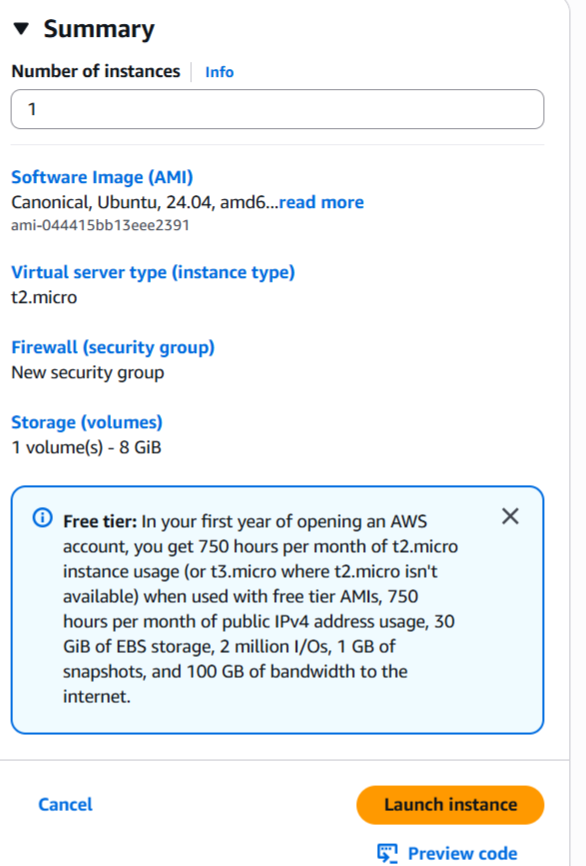 Summary
Number of instances Info
1
Software Image (AMI)
Canonical, Ubuntu, 24.04, amd6...read more
ami-044415bb13eee2391
Virtual server type (instance type)
t2.micro
Firewall (security group)
New security group
Storage (volumes)
1 volume(s) - 8 GiB
Free tier: In your first year of opening an AWS
account, you get 750 hours per month of t2.micro
instance usage (or t3.micro where t2.micro isn't
available) when used with free tier AMIs, 750
hours per month of public IPv4 address usage, 30
GiB of EBS storage, 2 million I/Os, 1 GB of
snapshots, and 100 GB of bandwidth to the
internet.
Cancel
Launch instance
Preview code